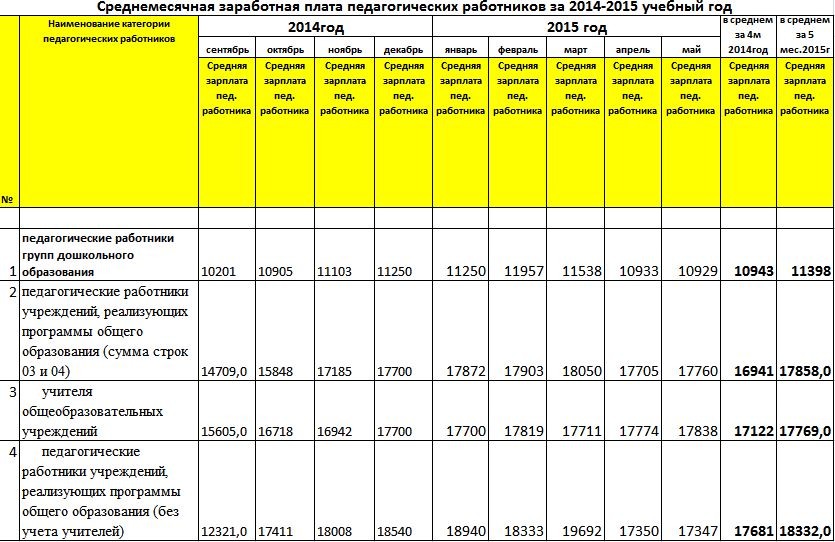 Среднемесячная заработная плата педагогических работников за 2014-2015 учебный год
№
Наименование категории
педагогических работников
2014год
2015 год
в среднем
за 4м
2014год
в среднем
за 5
мес.2015г
сентябрь октябрь ноябрь декабрь январь февраль март апрель май
Средняя Средняя Средняя Средняя Средняя Средняя Средняя Средняя Средняя Средняя Средняя
зарплата зарплата зарплата зарплата зарплата зарплата зарплата зарплата зарплата зарплата зарплата
пед. пед. пед. пед. пед. пед. пед. пед. пед. пед. пед.
работника работника работника работника работника работника работника работника работника работника работника
педагогические работники
групп дошкольного
1 образования 10201 10905 11103 11250 11250 11957 11538 10933 10929 10943 11398
2 педагогические работники
учреждений, реализующих
программы общего
образования (сумма строк
03 и 04) 14709,0 15848 17185 17700 17872 17903 18050 17705 17760 16941 17858,0
3 учителя
общеобразовательных
учреждений 15605,0 16718 16942 17700 17700 17819 17711 17774 17838 17122 17769,0
4 педагогические
работники учреждений,
реализующих программы
общего образования (без
учета учителей) 12321,0 17411 18008 18540 18940 18333 19692 17350 17347 17681 18332,0